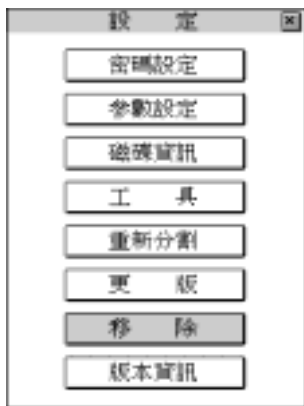 設 定
密碼設定
參數設定
磁碟資訊
工 具
重新分割
更 版
移 除
版本資訊